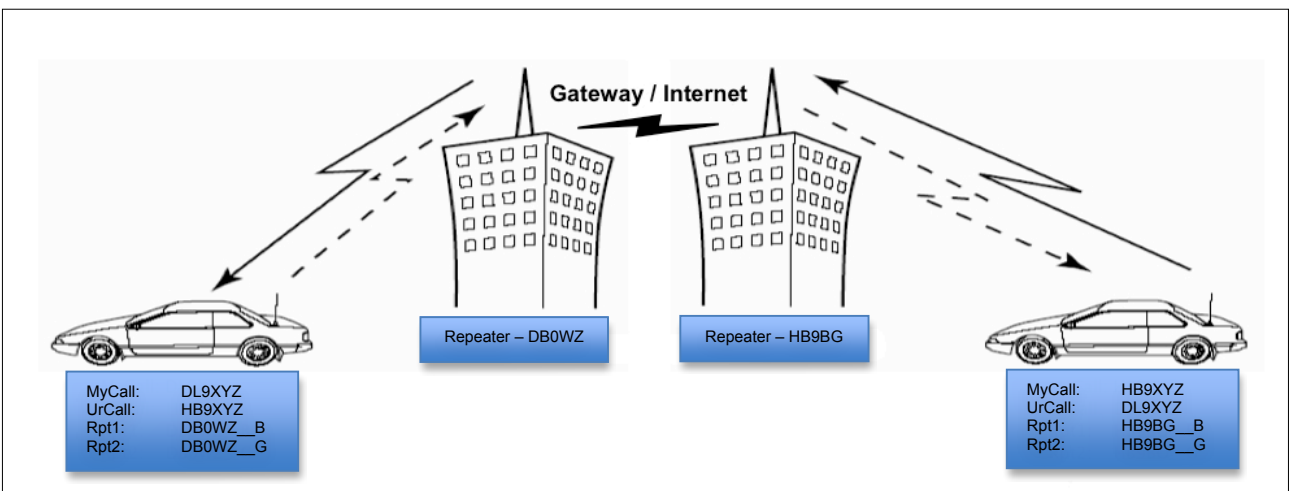 Gateway / Internet
Repeater – DB0WZ
Repeater – HB9BG
MyCall: DL9XYZ
UrCall: HB9XYZ
Rpt1: DB0WZ__B
Rpt2: DB0WZ__G
MyCall: HB9XYZ
UrCall: DL9XYZ
Rpt1: HB9BG__B
Rpt2: HB9BG__G